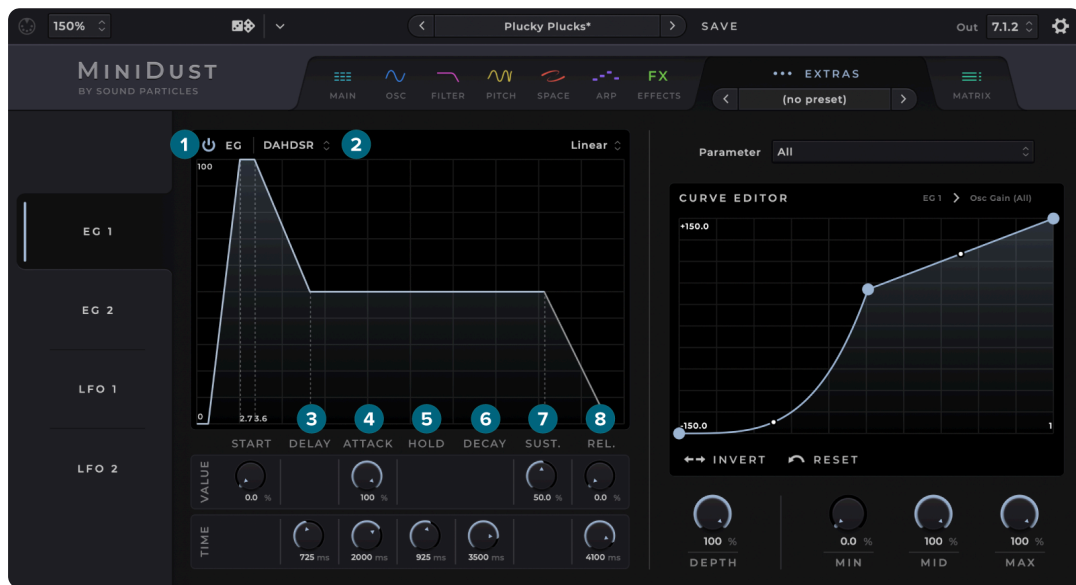 150%
Plucky Plucks*
SAVE
Out 7.1.2
MINIDUST
BY SOUND PARTICLES
MAIN OSC FILTER PITCH SPACE ARP
FX
EFFECTS
EXTRAS
(no preset)
MATRIX
EG 1
EG 2
LFO 1
LFO 2
1 EG DAHDSR 2 Linear
100
0 2.7 3.6
3 4 5 6 7 8
START DELAY ATTACK HOLD DECAY SUST. REL.
VALUE
0.0 % 100 % 50.0 % 0.0 %
TIME
725 ms 2000 ms 925 ms 3500 ms 4100 ms
Parameter All
CURVE EDITOR EG 1 > Osc Gain (All)
+150.0
-150.0 1
INVERT RESET
100 % 0.0 % 100 % 100 %
DEPTH MIN MID MAX